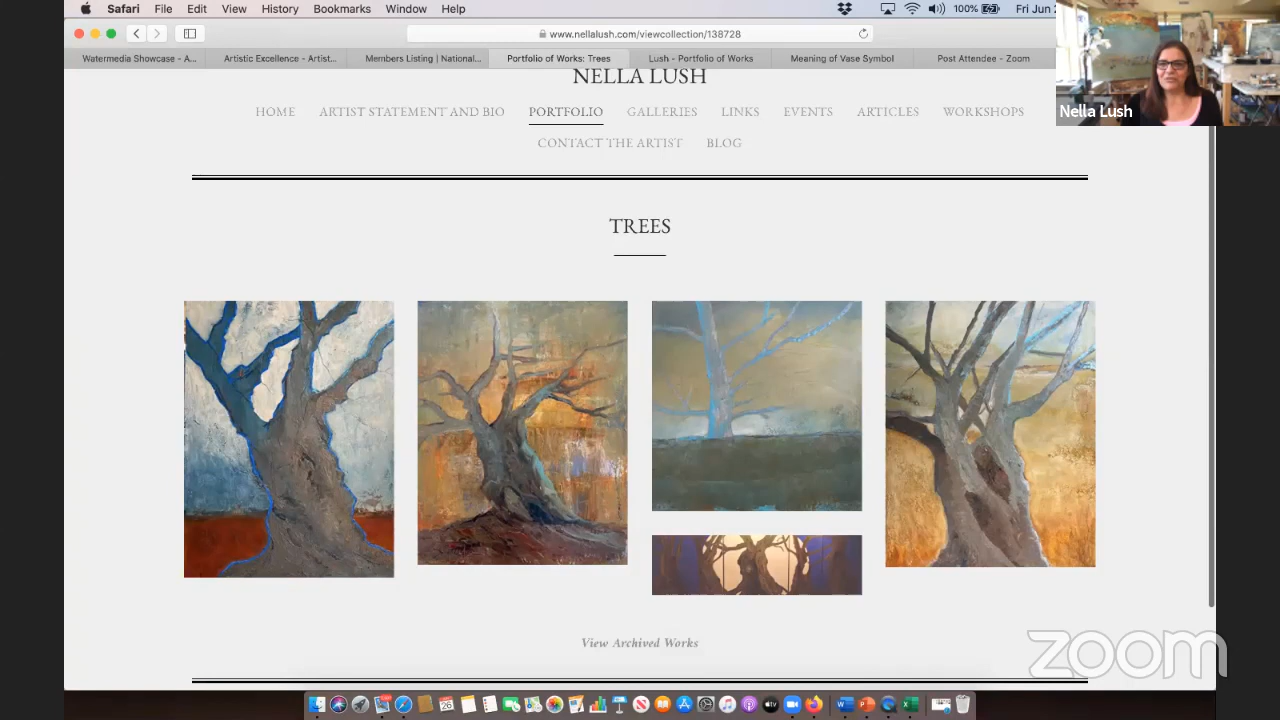 Safari File Edit View History Bookmarks Window Help 100% Fri Jun
www.nellalush.com/viewcollection/138728
Watermedia Showcase - A... Artistic Excellence - Artist... Members Listing | National... Portfolio of Works: Trees Lush - Portfolio of Works Meaning of Vase Symbol Post Attendee - Zoom
NELLA LUSH
Nella Lush
HOME ARTIST STATEMENT AND BIO PORTFOLIO GALLERIES LINKS EVENTS ARTICLES WORKSHOPS
CONTACT THE ARTIST BLOG
TREES
View Archived Works
zoom
26
tv